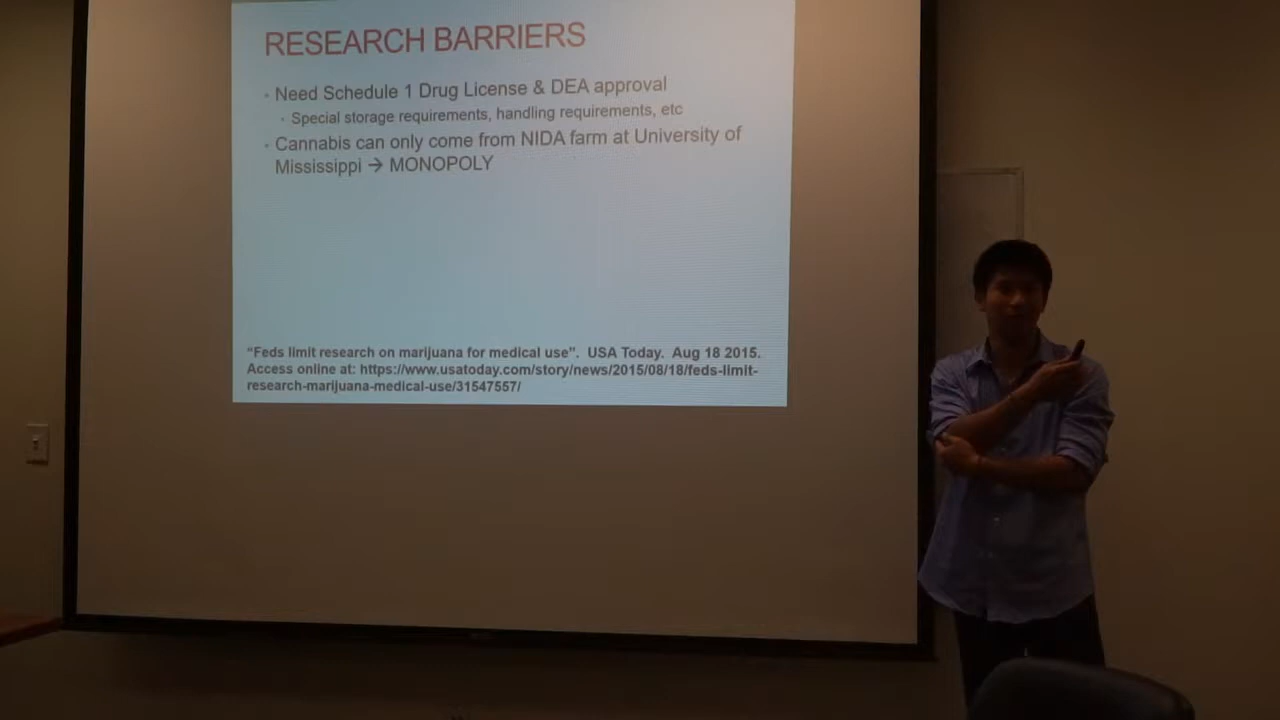 RESEARCH BARRIERS
• Need Schedule 1 Drug License & DEA approval
• Special storage requirements, handling requirements, etc
• Cannabis can only come from NIDA farm at University of
Mississippi → MONOPOLY
“Feds limit research on marijuana for medical use”. USA Today. Aug 18 2015.
Access online at: https://www.usatoday.com/story/news/2015/08/18/feds-limit-
research-marijuana-medical-use/31547557/